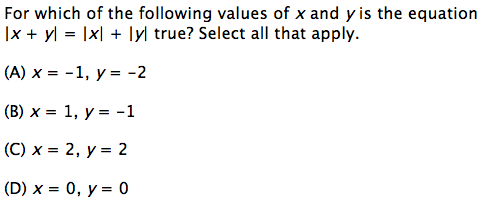 For which of the following values of x and y is the equation
|x + y| = |x| + |y| true? Select all that apply.
(A) x = -1, y = -2
(B) x = 1, y = -1
(C) x = 2, y = 2
(D) x = 0, y = 0